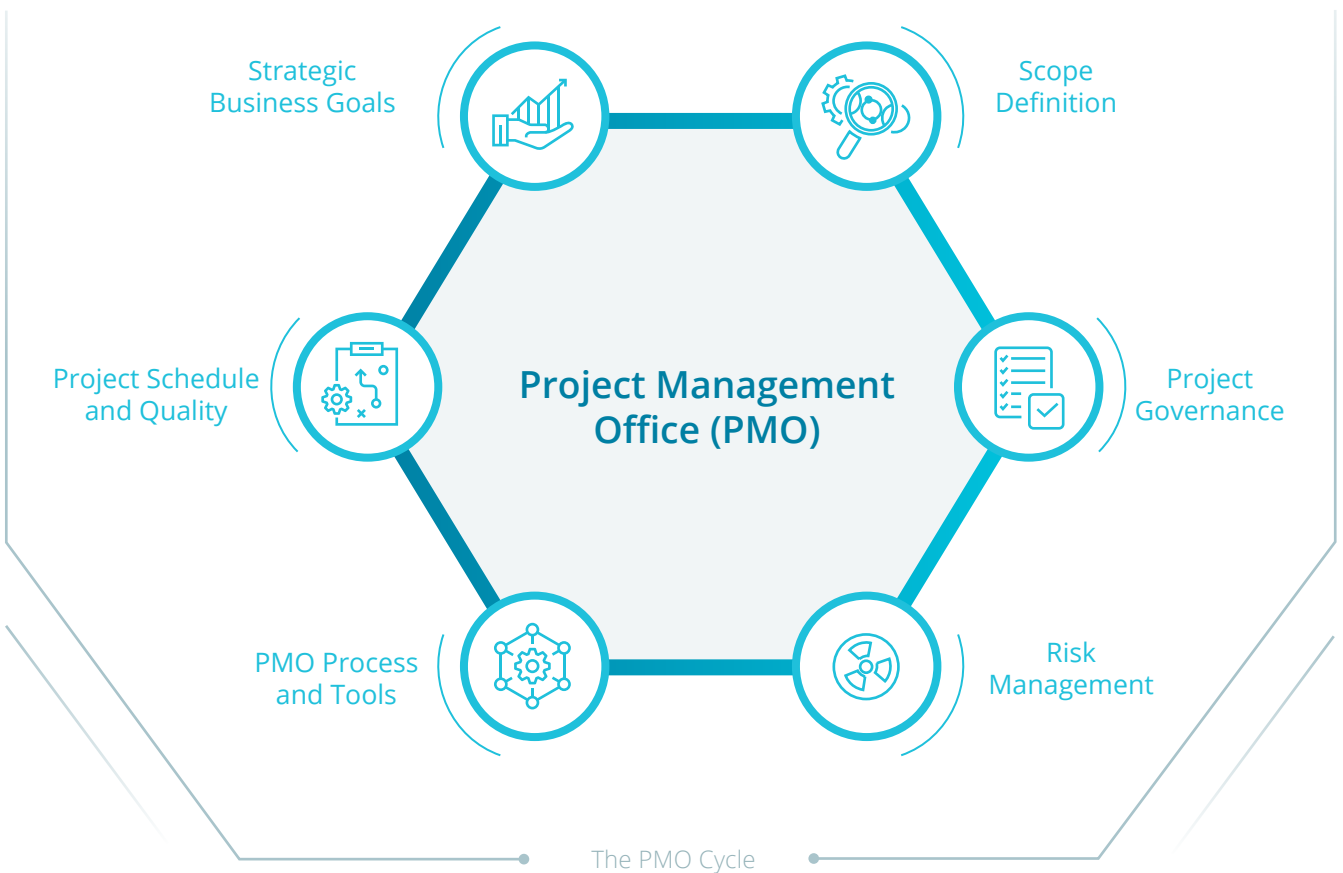 Strategic
Business Goals
Scope
Definition
Project Schedule
and Quality
Project Management
Office (PMO)
Project
Governance
PMO Process
and Tools
Risk
Management
The PMO Cycle